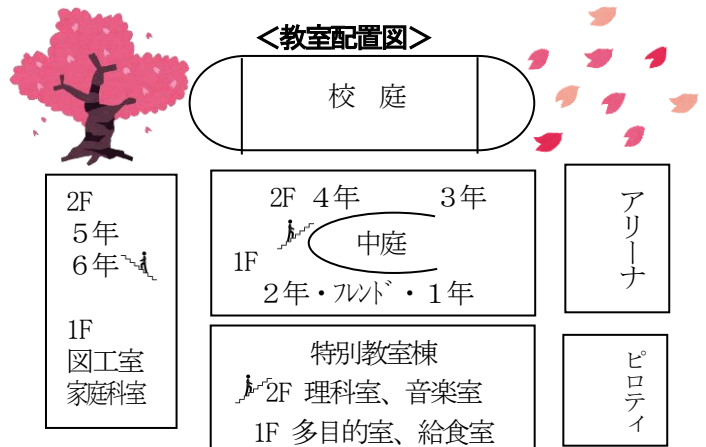 ＜教室配置図＞
校　庭
2F
５年
６年
1F
図工室
家庭科室
2F ４年　３年
中庭
1F
２年・ﾌﾚﾝﾄﾞ・１年
特別教室棟
2F 理科室、音楽室
1F 多目的室、給食室
アリーナ
ピロティ